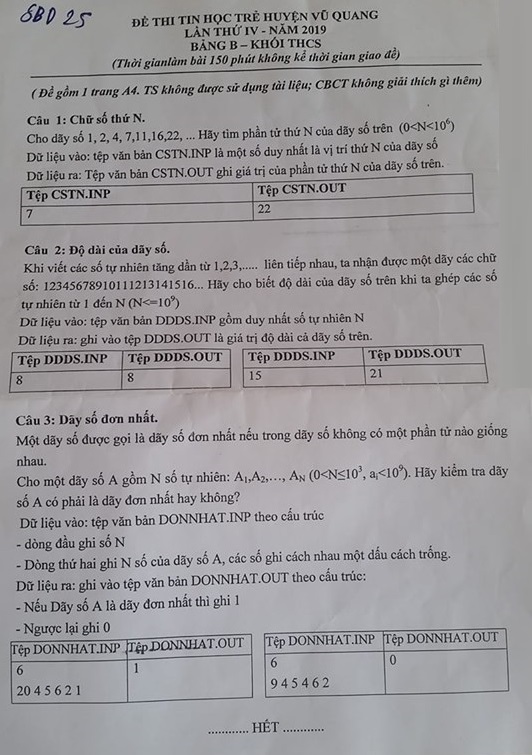 SBD 25
ĐỀ THI TIN HỌC TRẺ HUYỆN VŨ QUANG
LẦN THỨ IV - NĂM 2019
BẢNG B – KHỐI THCS
(Thời gianlàm bài 150 phút không kể thời gian giao đề)
( Đề gồm 1 trang A4. TS không được sử dụng tài liệu; CBCT không giải thích gì thêm)
Câu 1: Chữ số thứ N.
Cho dãy số 1, 2, 4, 7,11,16,22, ... Hãy tìm phần tử thứ N của dãy số trên (0<N<10⁶)
Dữ liệu vào: tệp văn bản CSTN.INP là một số duy nhất là vị trí thứ N của dãy số
Dữ liệu ra: Tệp văn bản CSTN.OUT ghi giá trị của phần tử thứ N của dãy số trên.
Tệp CSTN.INP Tệp CSTN.OUT
7 22
Câu 2: Độ dài của dãy số.
Khi viết các số tự nhiên tăng dần từ 1,2,3,..... liên tiếp nhau, ta nhận được một dãy các chữ
số: 12345678910111213141516... Hãy cho biết độ dài của dãy số trên khi ta ghép các số
tự nhiên từ 1 đến N (N<=10⁹)
Dữ liệu vào: tệp văn bản DDDS.INP gồm duy nhất số tự nhiên N
Dữ liệu ra: ghi vào tệp DDDS.OUT là giá trị độ dài cả dãy số trên.
Tệp DDDS.INP Tệp DDDS.OUT Tệp DDDS.INP Tệp DDDS.OUT
8 8 15 21
Câu 3: Dãy số đơn nhất.
Một dãy số được gọi là dãy số đơn nhất nếu trong dãy số không có một phần tử nào giống
nhau.
Cho một dãy số A gồm N số tự nhiên: A₁,A₂,…, A_N (0<N≤10³, aᵢ<10⁹). Hãy kiểm tra dãy
số A có phải là dãy đơn nhất hay không?
Dữ liệu vào: tệp văn bản DONNHAT.INP theo cấu trúc
- dòng đầu ghi số N
- Dòng thứ hai ghi N số của dãy số A, các số ghi cách nhau một dấu cách trống.
Dữ liệu ra: ghi vào tệp văn bản DONNHAT.OUT theo cấu trúc:
- Nếu Dãy số A là dãy đơn nhất thì ghi 1
- Ngược lại ghi 0
Tệp DONNHAT.INP Tệp DONNHAT.OUT Tệp DONNHAT.INP Tệp DONNHAT.OUT
6 1 6 0
20 4 5 6 2 1 9 4 5 4 6 2
............ HẾT ............